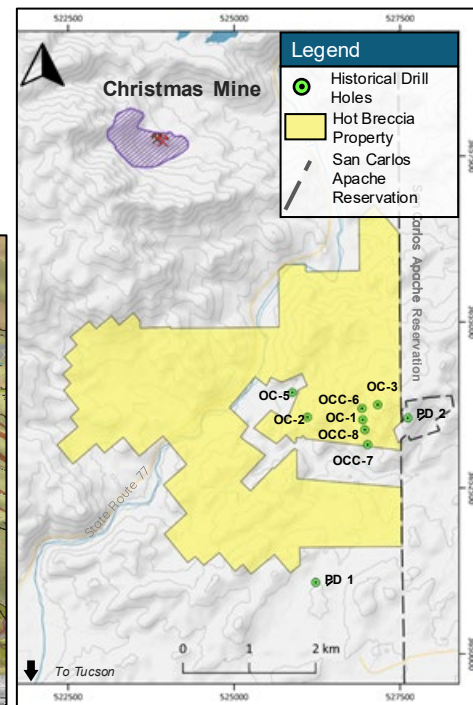 522500
525000
527500
Legend
Historical Drill
Holes
Hot Breccia
Property
San Carlos
Apache
Reservation
Christmas Mine
San Carlos Apache Reservation
OC-3
OC-5
OCC-6
OC-2
OC-1
PD 2
OCC-8
OCC-7
State Route 77
PD 1
0
1
2 km
To Tucson
522500
525000
527500